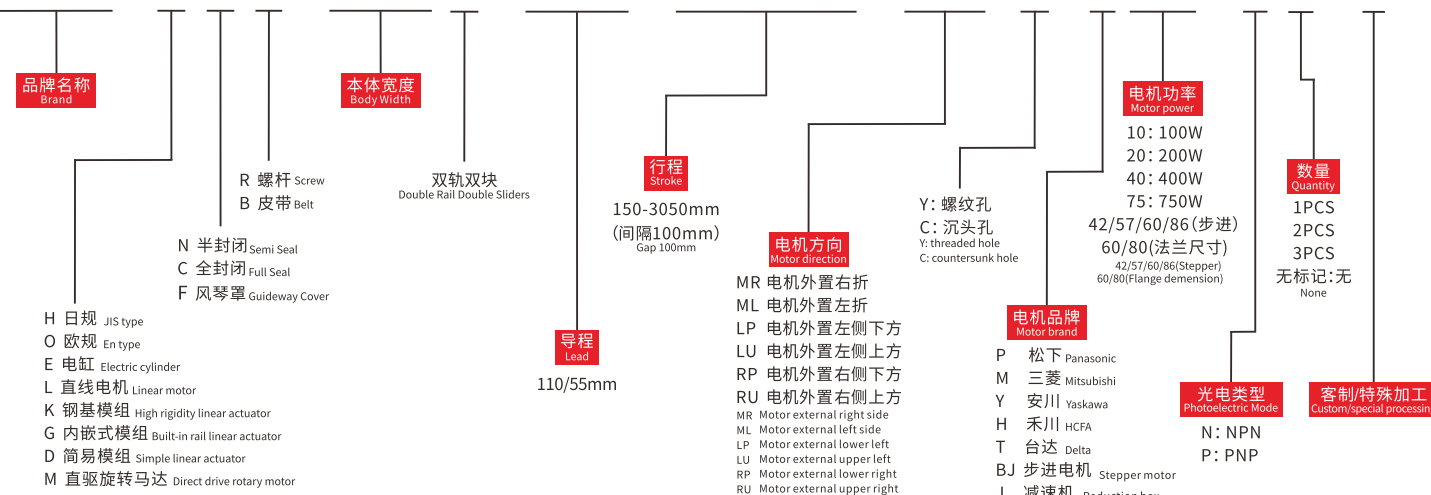 品牌名称
Brand
H 日规 JIS type
O 欧规 En type
E 电缸 Electric cylinder
L 直线电机 Linear motor
K 钢基模组 High rigidity linear actuator
G 内嵌式模组 Built-in rail linear actuator
D 简易模组 Simple linear actuator
M 直驱旋转马达 Direct drive rotary motor
N 半封闭 Semi Seal
C 全封闭 Full Seal
F 风琴罩 Guideway Cover
R 螺杆 Screw
B 皮带 Belt
本体宽度
Body Width
双轨双块
Double Rail Double Sliders
导程
Lead
110/55mm
行程
Stroke
150-3050mm
(间隔100mm)
Gap 100mm
电机方向
Motor direction
MR 电机外置右折
ML 电机外置左折
LP 电机外置左侧下方
LU 电机外置左侧上方
RP 电机外置右侧下方
RU 电机外置右侧上方
MR Motor external right side
ML Motor external left side
LP Motor external lower left
LU Motor external upper left
RP Motor external lower right
RU Motor external upper right
Y: 螺纹孔
C: 沉头孔
Y: threaded hole
C: countersunk hole
电机品牌
Motor brand
P 松下 Panasonic
M 三菱 Mitsubishi
Y 安川 Yaskawa
H 禾川 HCFA
T 台达 Delta
BJ 步进电机 Stepper motor
减速机
电机功率
Motor power
10: 100W
20: 200W
40: 400W
75: 750W
42/57/60/86(步进)
60/80(法兰尺寸)
42/57/60/86(Stepper)
60/80(Flange demension)
光电类型
Photoelectric Mode
N: NPN
P: PNP
数量
Quantity
1PCS
2PCS
3PCS
无标记:无
None
客制/特殊加工
Custom/special processin